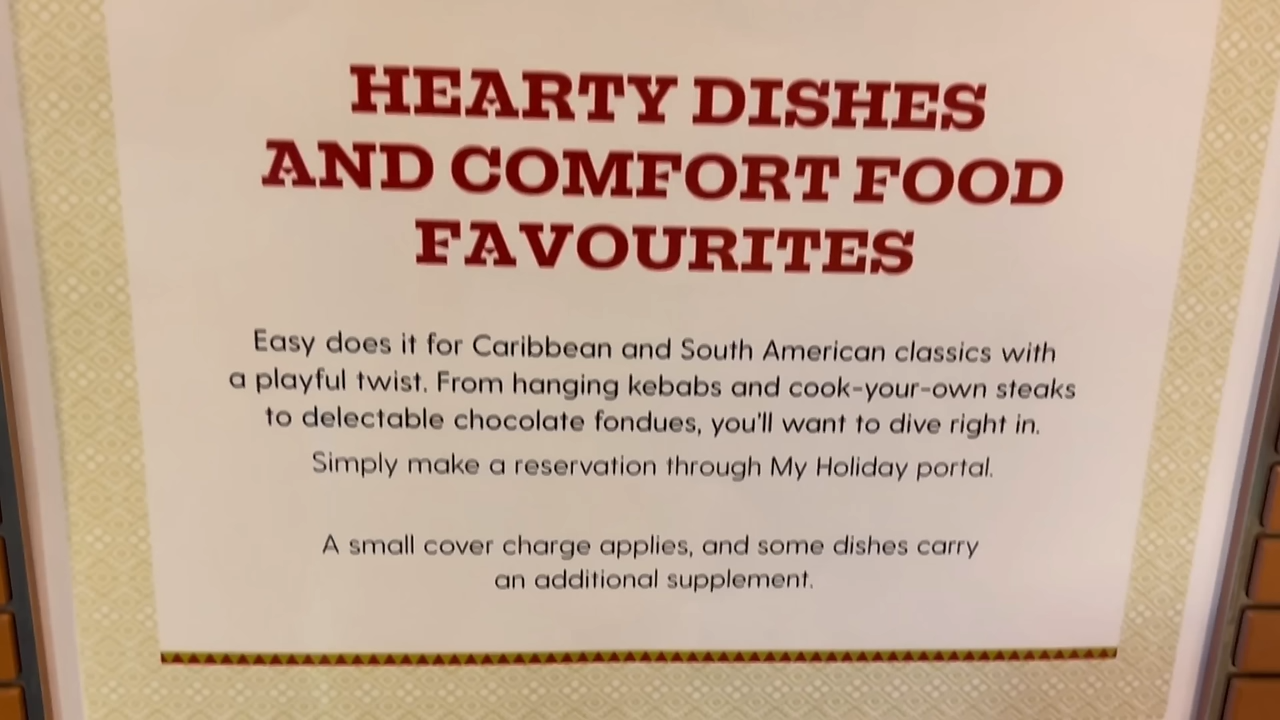 HEARTY DISHES
AND COMFORT FOOD
FAVOURITES
Easy does it for Caribbean and South American classics with
a playful twist. From hanging kebabs and cook-your-own steaks
to delectable chocolate fondues, you'll want to dive right in.
Simply make a reservation through My Holiday portal.
A small cover charge applies, and some dishes carry
an additional supplement.